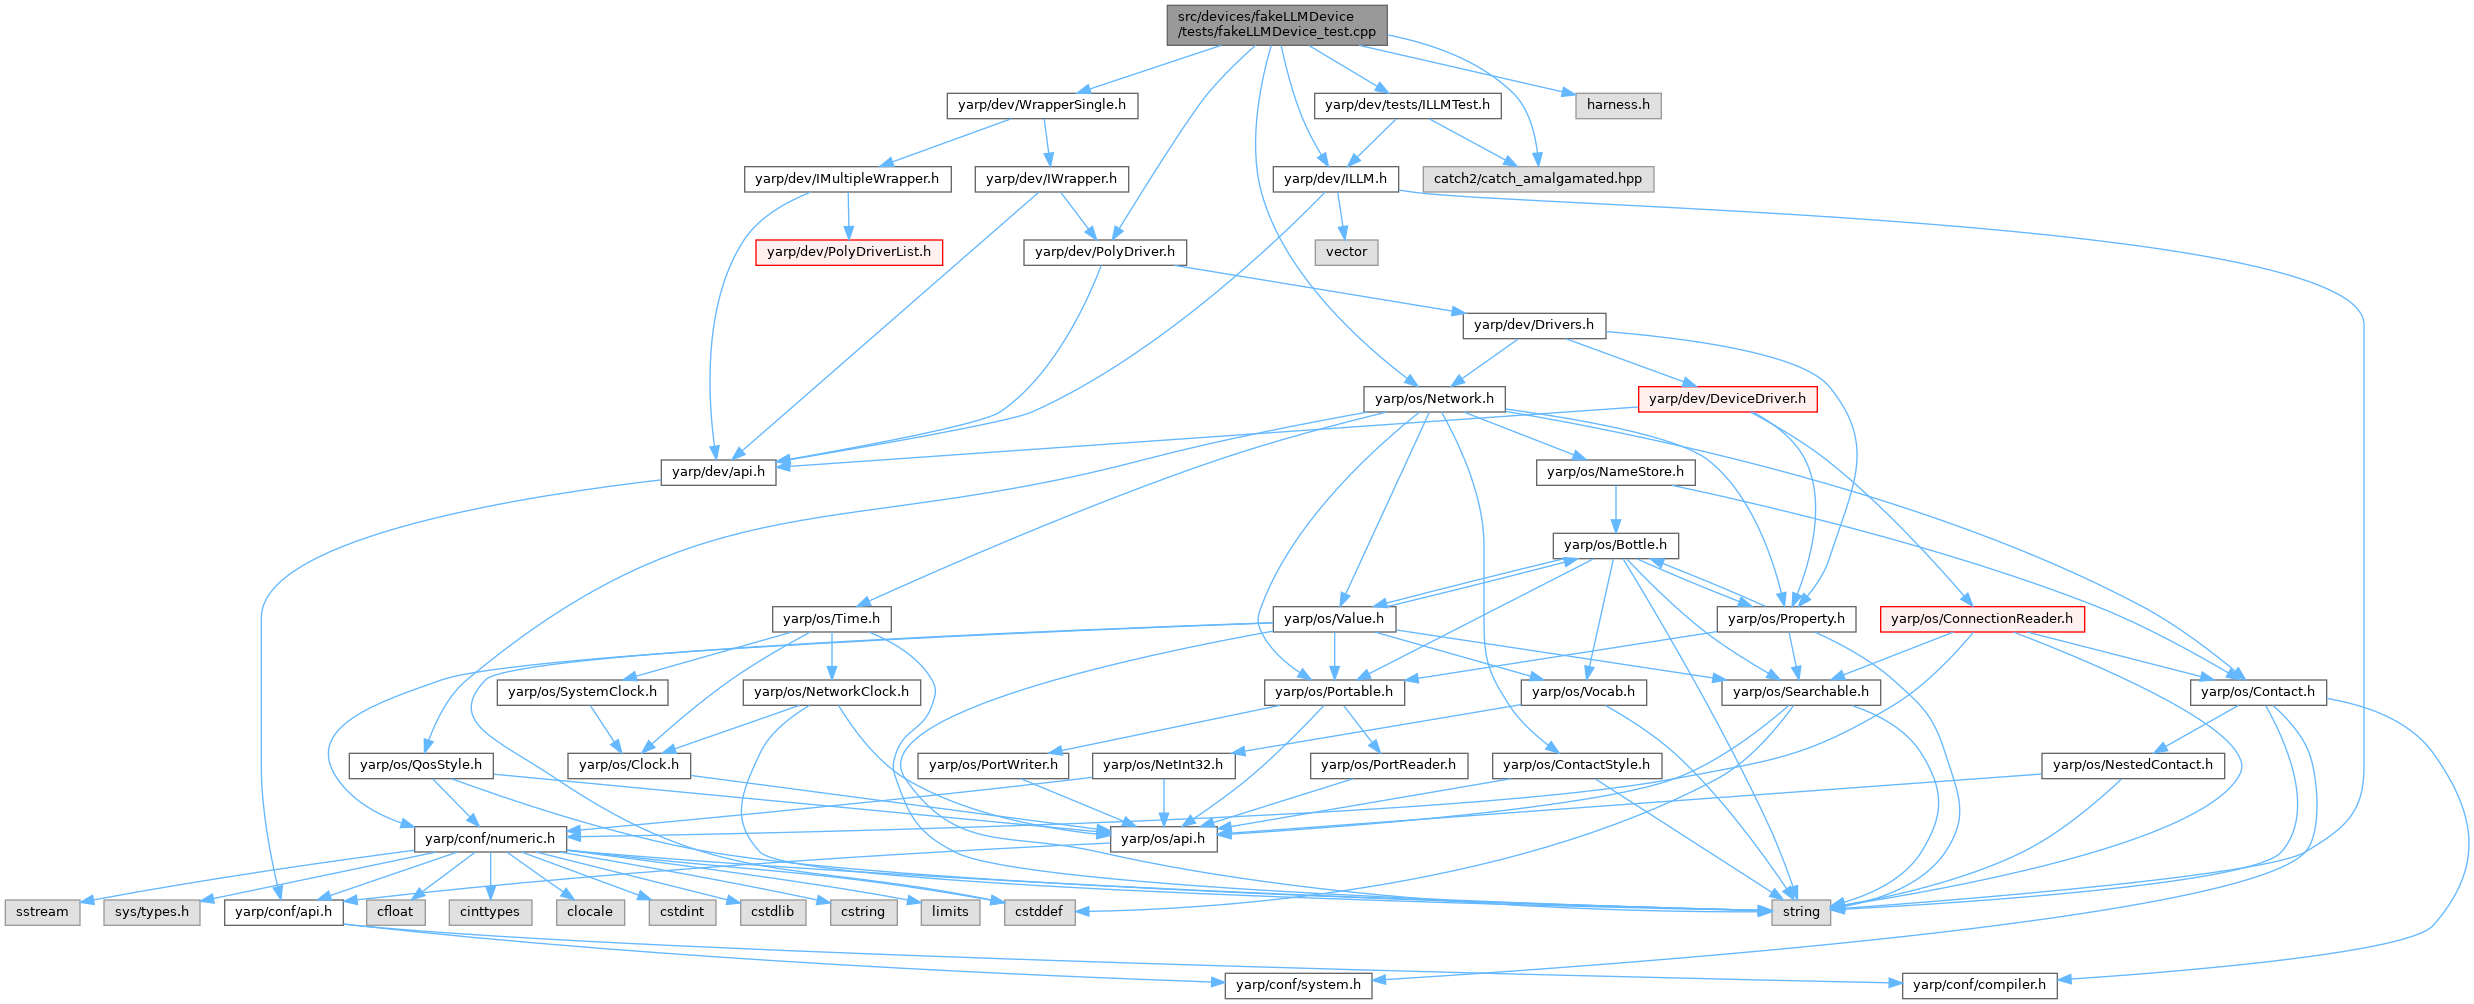 src/devices/fakeLLMDevice
/tests/fakeLLMDevice_test.cpp
yarp/dev/WrapperSingle.h
yarp/dev/tests/ILLMTest.h
harness.h
yarp/dev/IMultipleWrapper.h
yarp/dev/IWrapper.h
yarp/dev/ILLM.h
catch2/catch_amalgamated.hpp
yarp/dev/PolyDriverList.h
yarp/dev/PolyDriver.h
vector
yarp/dev/Drivers.h
yarp/os/Network.h
yarp/dev/DeviceDriver.h
yarp/dev/api.h
yarp/os/NameStore.h
yarp/os/Bottle.h
yarp/os/Time.h
yarp/os/Value.h
yarp/os/Property.h
yarp/os/ConnectionReader.h
yarp/os/SystemClock.h
yarp/os/NetworkClock.h
yarp/os/Portable.h
yarp/os/Vocab.h
yarp/os/Searchable.h
yarp/os/Contact.h
yarp/os/QosStyle.h
yarp/os/Clock.h
yarp/os/PortWriter.h
yarp/os/NetInt32.h
yarp/os/PortReader.h
yarp/os/ContactStyle.h
yarp/os/NestedContact.h
yarp/conf/numeric.h
yarp/os/api.h
sstream
sys/types.h
yarp/conf/api.h
cfloat
cinttypes
clocale
cstdint
cstdlib
cstring
limits
cstddef
string
yarp/conf/system.h
yarp/conf/compiler.h